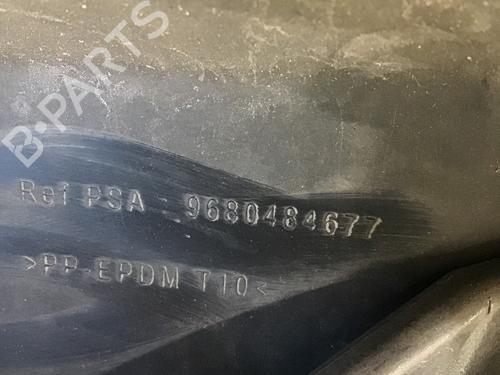 B-PARTS
Ref PSA : 9680484677
>PP-EPDM T10<